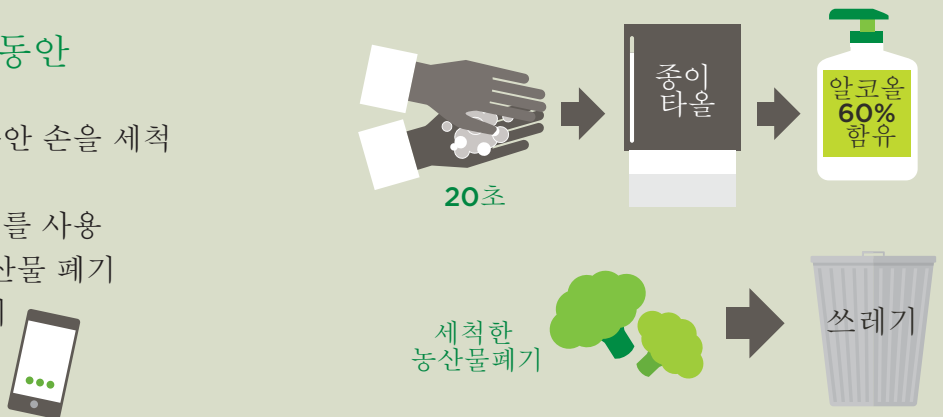 동안
안 손을 세척
를 사용
산물 폐기
20초
종이
타올
알코올
60%
함유
세척한
농산물폐기
쓰레기